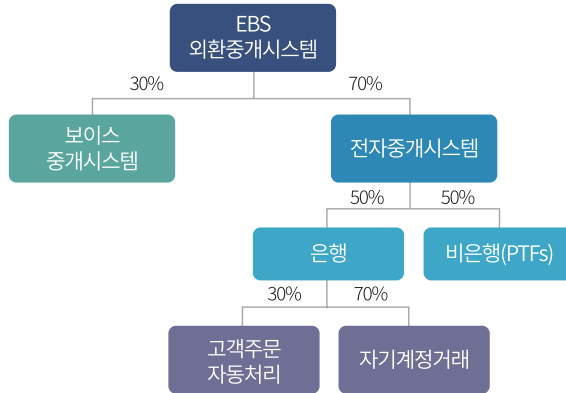 EBS
외환중개시스템
30%
70%
보이스
중개시스템
전자중개시스템
50%
50%
은행
비은행(PTFs)
30%
70%
고객주문
자동처리
자기계정거래